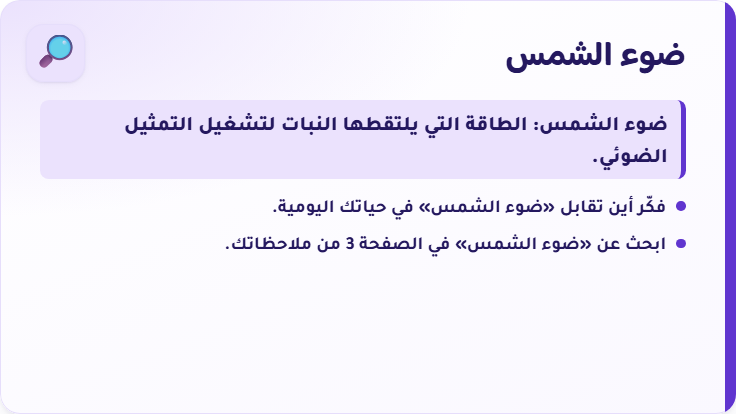 ضوء الشمس
ضوء الشمس: الطاقة التي يلتقطها النبات لتشغيل التمثيل
الضوئي.
فكّر أين تقابل «ضوء الشمس» في حياتك اليومية.
ابحث عن «ضوء الشمس» في الصفحة 3 من ملاحظاتك.